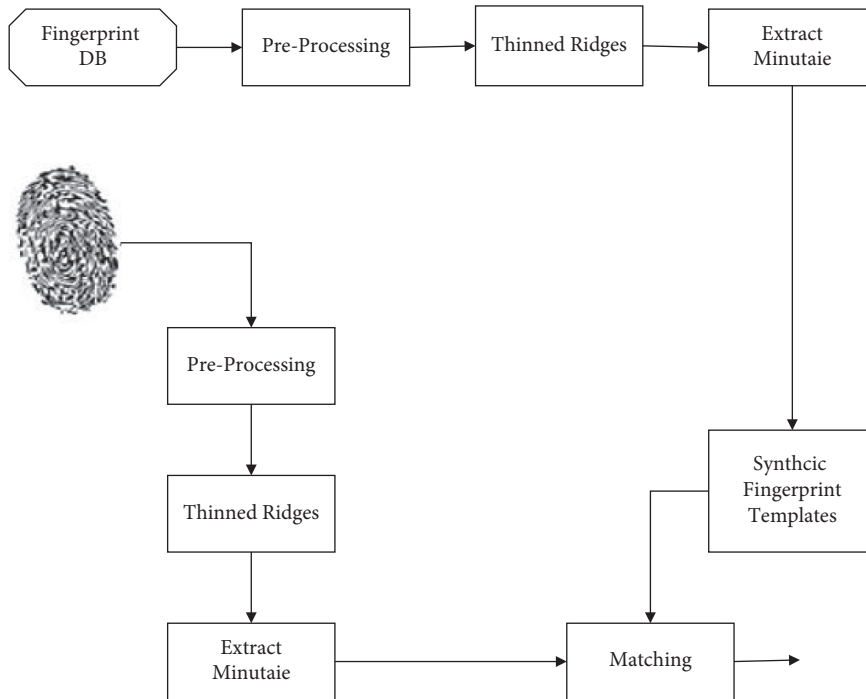 Fingerprint
DB
Pre-Processing
Thinned Ridges
Extract
Minutaie
Pre-Processing
Thinned Ridges
Synthcic
Fingerprint
Templates
Extract
Minutaie
Matching